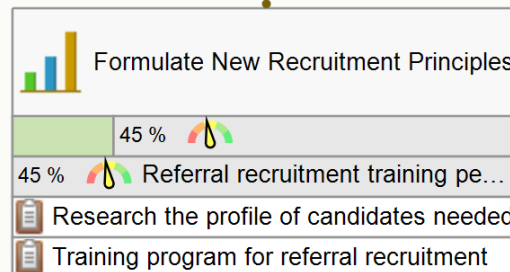 Formulate New Recruitment Principles
45 %
45 % Referral recruitment training pe...
Research the profile of candidates needed
Training program for referral recruitment